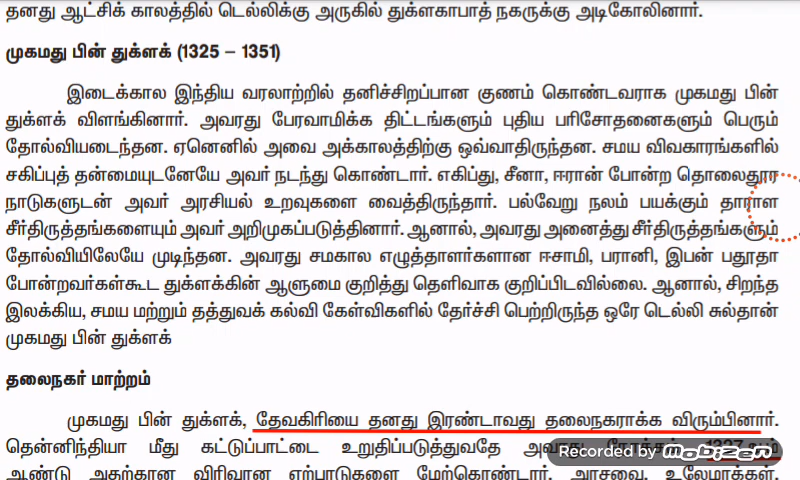 தனது ஆட்சிக் காலத்தில் டெல்லிக்கு அருகில் துக்ளகாபாத் நகருக்கு அடிகோலினார்.
முகமது பின் துக்ளக் (1325 – 1351)
இடைக்கால இந்திய வரலாற்றில் தனிச்சிறப்பான குணம் கொண்டவராக முகமது பின்
துக்ளக் விளங்கினார். அவரது பேரவாமிக்க திட்டங்களும் புதிய பரிசோதனைகளும் பெரும்
தோல்வியடைந்தன. ஏனெனில் அவை அக்காலத்திற்கு ஒவ்வாதிருந்தன. சமய விவகாரங்களில்
சகிப்புத் தன்மையுடனேயே அவர் நடந்து கொண்டார். எகிப்து, சீனா, ஈரான் போன்ற தொலைதூர
நாடுகளுடன் அவர் அரசியல் உறவுகளை வைத்திருந்தார். பல்வேறு நலம் பயக்கும் தாராள
சீர்திருத்தங்களையும் அவர் அறிமுகப்படுத்தினார். ஆனால், அவரது அனைத்து சீர்திருத்தங்களும்
தோல்வியிலேயே முடிந்தன. அவரது சமகால எழுத்தாளர்களான ஈசாமி, பரானி, இபன் பதூதா
போன்றவர்கள்கூட துக்ளக்கின் ஆளுமை குறித்து தெளிவாக குறிப்பிடவில்லை. ஆனால், சிறந்த
இலக்கிய, சமய மற்றும் தத்துவக் கல்வி கேள்விகளில் தேர்ச்சி பெற்றிருந்த ஒரே டெல்லி சுல்தான்
முகமது பின் துக்ளக்
தலைநகர் மாற்றம்
முகமது பின் துக்ளக், தேவகிரியை தனது இரண்டாவது தலைநகராக்க விரும்பினார்.
தென்னிந்தியா மீது கட்டுப்பாட்டை உறுதிப்படுத்துவதே
Recorded by mobizen
ஆண்டு அதற்கான விரிவான ஏற்பாடுகளை மேற்கொண்டார். அரசவை, உலேமாக்கள்,